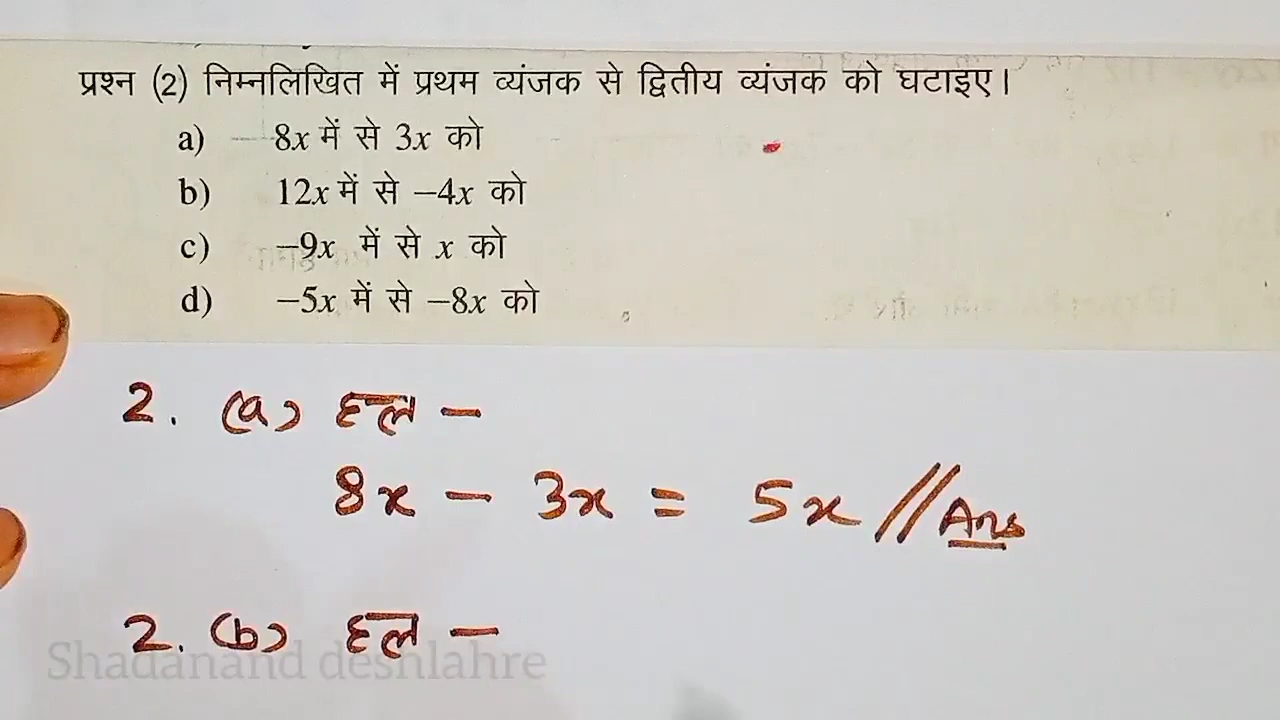 प्रश्न (2) निम्नलिखित में प्रथम व्यंजक से द्वितीय व्यंजक को घटाइए।
a) 8x में से 3x को
b) 12x में से –4x को
c) –9x में से x को
d) –5x में से –8x को
2. (a) हल –
8x – 3x = 5x // Ans
2. (b) हल –
Shadanand deshlahre